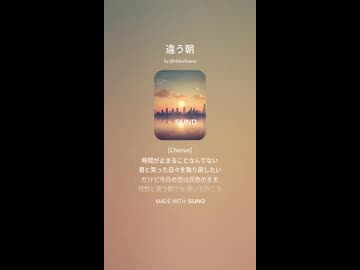 違う朝
SUNO
[Chorus]
時間が止まることなんてない
君と笑った日々を取り戻したい
だけど今日の空は灰色のまま
理想と違う朝でも 歩いて行こう
MADE WITH SUNO